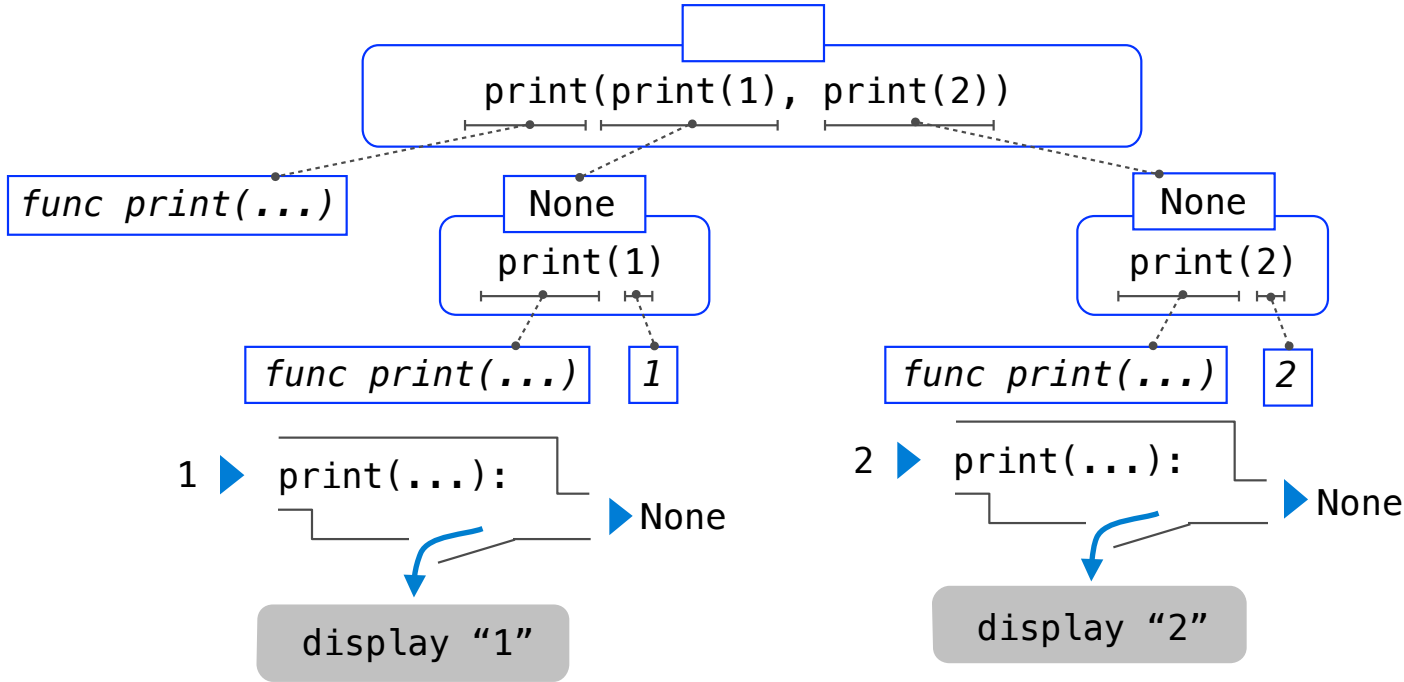 print(print(1), print(2))
func print(...)
None
None
print(1)
print(2)
func print(...)
1
func print(...)
2
1
print(...):
None
2
print(...):
None
display “1”
display “2”